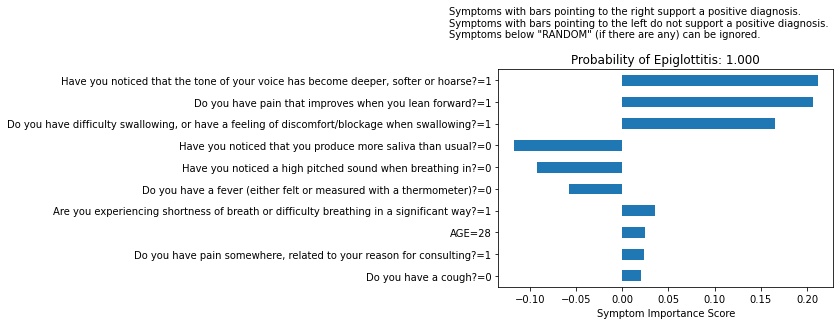 Symptoms with bars pointing to the right support a positive diagnosis.
Symptoms with bars pointing to the left do not support a positive diagnosis.
Symptoms below "RANDOM" (if there are any) can be ignored.
Probability of Epiglottitis: 1.000
Have you noticed that the tone of your voice has become deeper, softer or hoarse?=1
Do you have pain that improves when you lean forward?=1
Do you have difficulty swallowing, or have a feeling of discomfort/blockage when swallowing?=1
Have you noticed that you produce more saliva than usual?=0
Have you noticed a high pitched sound when breathing in?=0
Do you have a fever (either felt or measured with a thermometer)?=0
Are you experiencing shortness of breath or difficulty breathing in a significant way?=1
AGE=28
Do you have pain somewhere, related to your reason for consulting?=1
Do you have a cough?=0
−0.10 −0.05 0.00 0.05 0.10 0.15 0.20
Symptom Importance Score